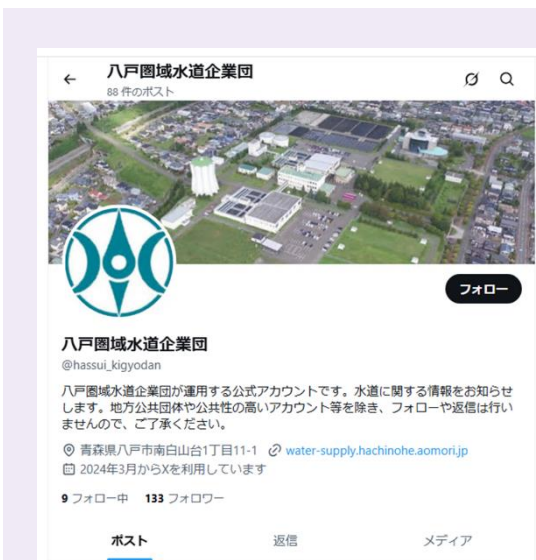 八戸圏域水道企業団
88 件のポスト
フォロー
八戸圏域水道企業団
@hassui_kigyodan
八戸圏域水道企業団が運用する公式アカウントです。水道に関する情報をお知らせ
します。地方公共団体や公共性の高いアカウント等を除き、フォローや返信は行い
ませんので、ご了承ください。
青森県八戸市南白山台1丁目11-1 water-supply.hachinohe.aomori.jp
2024年3月からXを利用しています
9 フォロー中 133 フォロワー
ポスト 返信 メディア